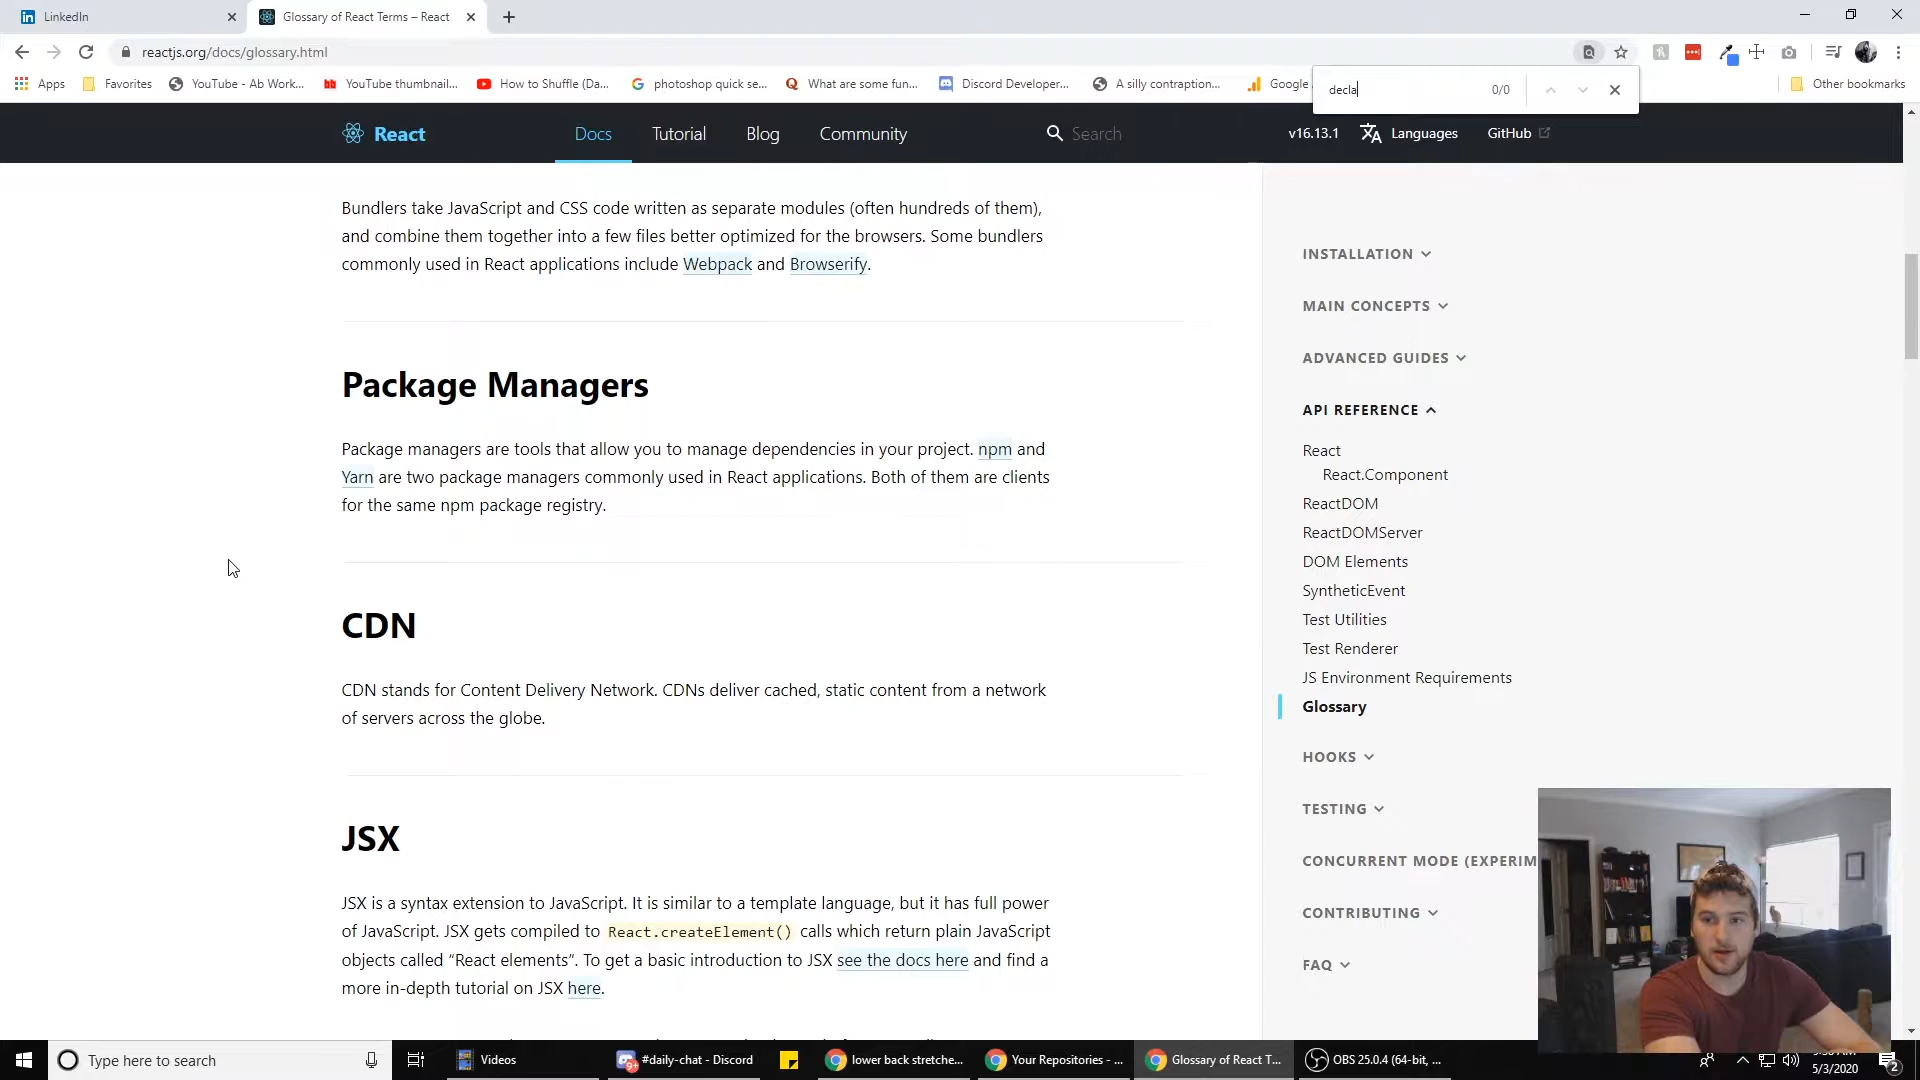 LinkedIn
Glossary of React Terms – React
reactjs.org/docs/glossary.html
Apps
Favorites
YouTube - Ab Work...
YouTube thumbnail...
How to Shuffle (Da...
photoshop quick se...
What are some fun...
Discord Developer...
A silly contraption...
Google
Other bookmarks
decla
0/0
React
Docs
Tutorial
Blog
Community
Search
v16.13.1
Languages
GitHub
Bundlers take JavaScript and CSS code written as separate modules (often hundreds of them),
and combine them together into a few files better optimized for the browsers. Some bundlers
commonly used in React applications include Webpack and Browserify.
Package Managers
Package managers are tools that allow you to manage dependencies in your project. npm and
Yarn are two package managers commonly used in React applications. Both of them are clients
for the same npm package registry.
CDN
CDN stands for Content Delivery Network. CDNs deliver cached, static content from a network
of servers across the globe.
JSX
JSX is a syntax extension to JavaScript. It is similar to a template language, but it has full power
of JavaScript. JSX gets compiled to React.createElement() calls which return plain JavaScript
objects called “React elements”. To get a basic introduction to JSX see the docs here and find a
more in-depth tutorial on JSX here.
INSTALLATION
MAIN CONCEPTS
ADVANCED GUIDES
API REFERENCE
React
React.Component
ReactDOM
ReactDOMServer
DOM Elements
SyntheticEvent
Test Utilities
Test Renderer
JS Environment Requirements
Glossary
HOOKS
TESTING
CONCURRENT MODE (EXPERIM
CONTRIBUTING
FAQ
Type here to search
Videos
#daily-chat - Discord
9+
lower back stretche...
Your Repositories - ...
Glossary of React T...
OBS 25.0.4 (64-bit, ...
5/3/2020
2